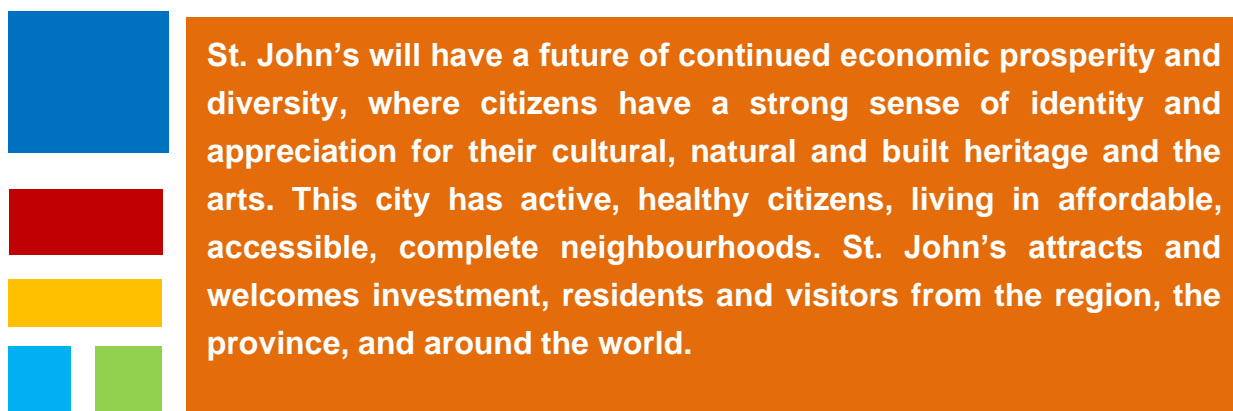 St. John’s will have a future of continued economic prosperity and
diversity, where citizens have a strong sense of identity and
appreciation for their cultural, natural and built heritage and the
arts. This city has active, healthy citizens, living in affordable,
accessible, complete neighbourhoods. St. John’s attracts and
welcomes investment, residents and visitors from the region, the
province, and around the world.